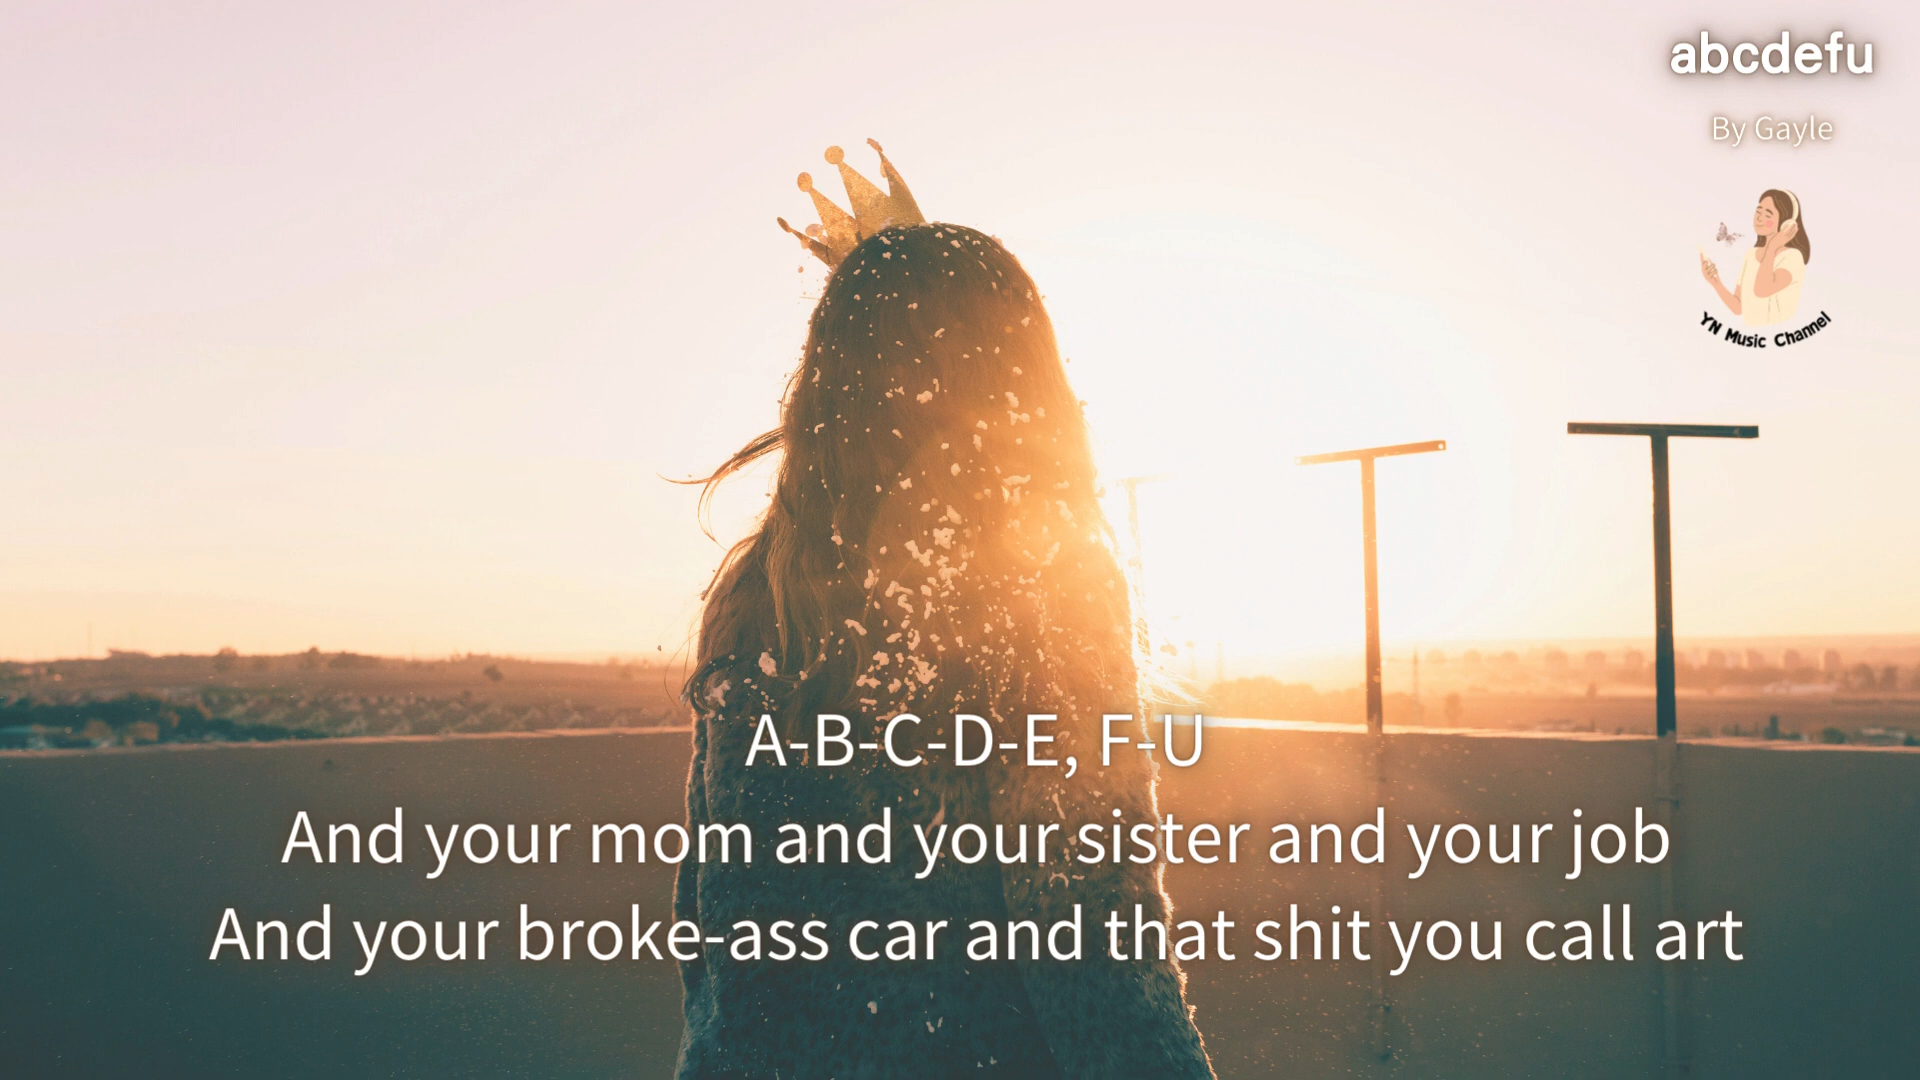 abcdefu
By Gayle
YN Music Channel
A-B-C-D-E, F-U
And your mom and your sister and your job
And your broke-ass car and that shit you call art